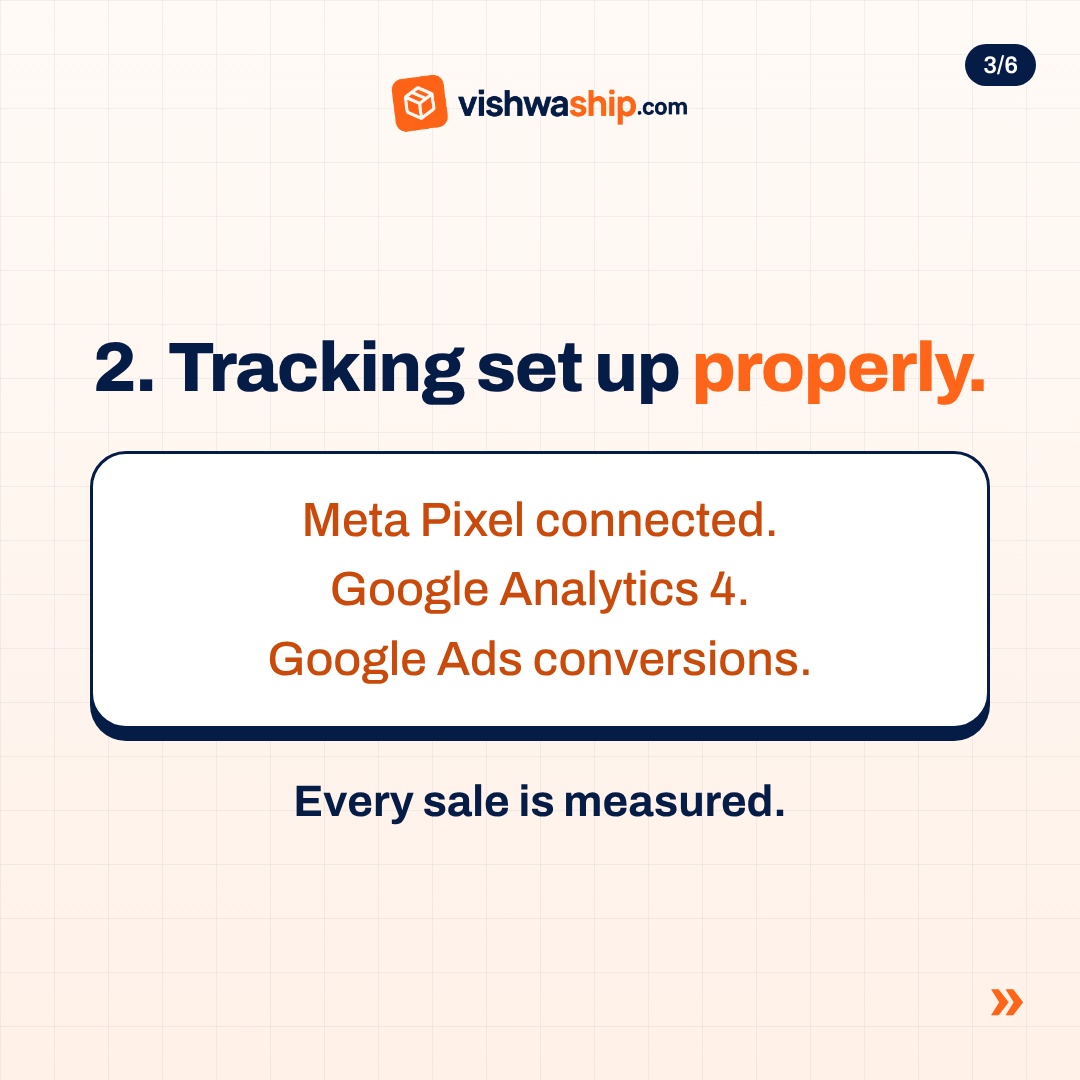 3/6
vishwaship.com
2. Tracking set up properly.
Meta Pixel connected.
Google Analytics 4.
Google Ads conversions.
Every sale is measured.
»